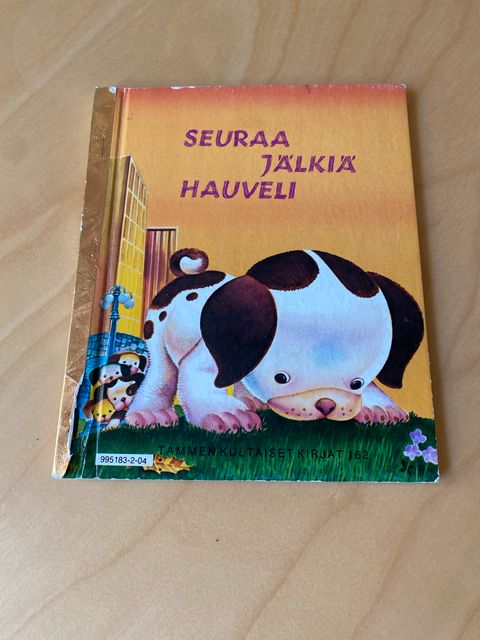 SEURAA
JÄLKIÄ
HAUVELI
TAMMEN KULTAISET KIRJAT 162
995183-2-04